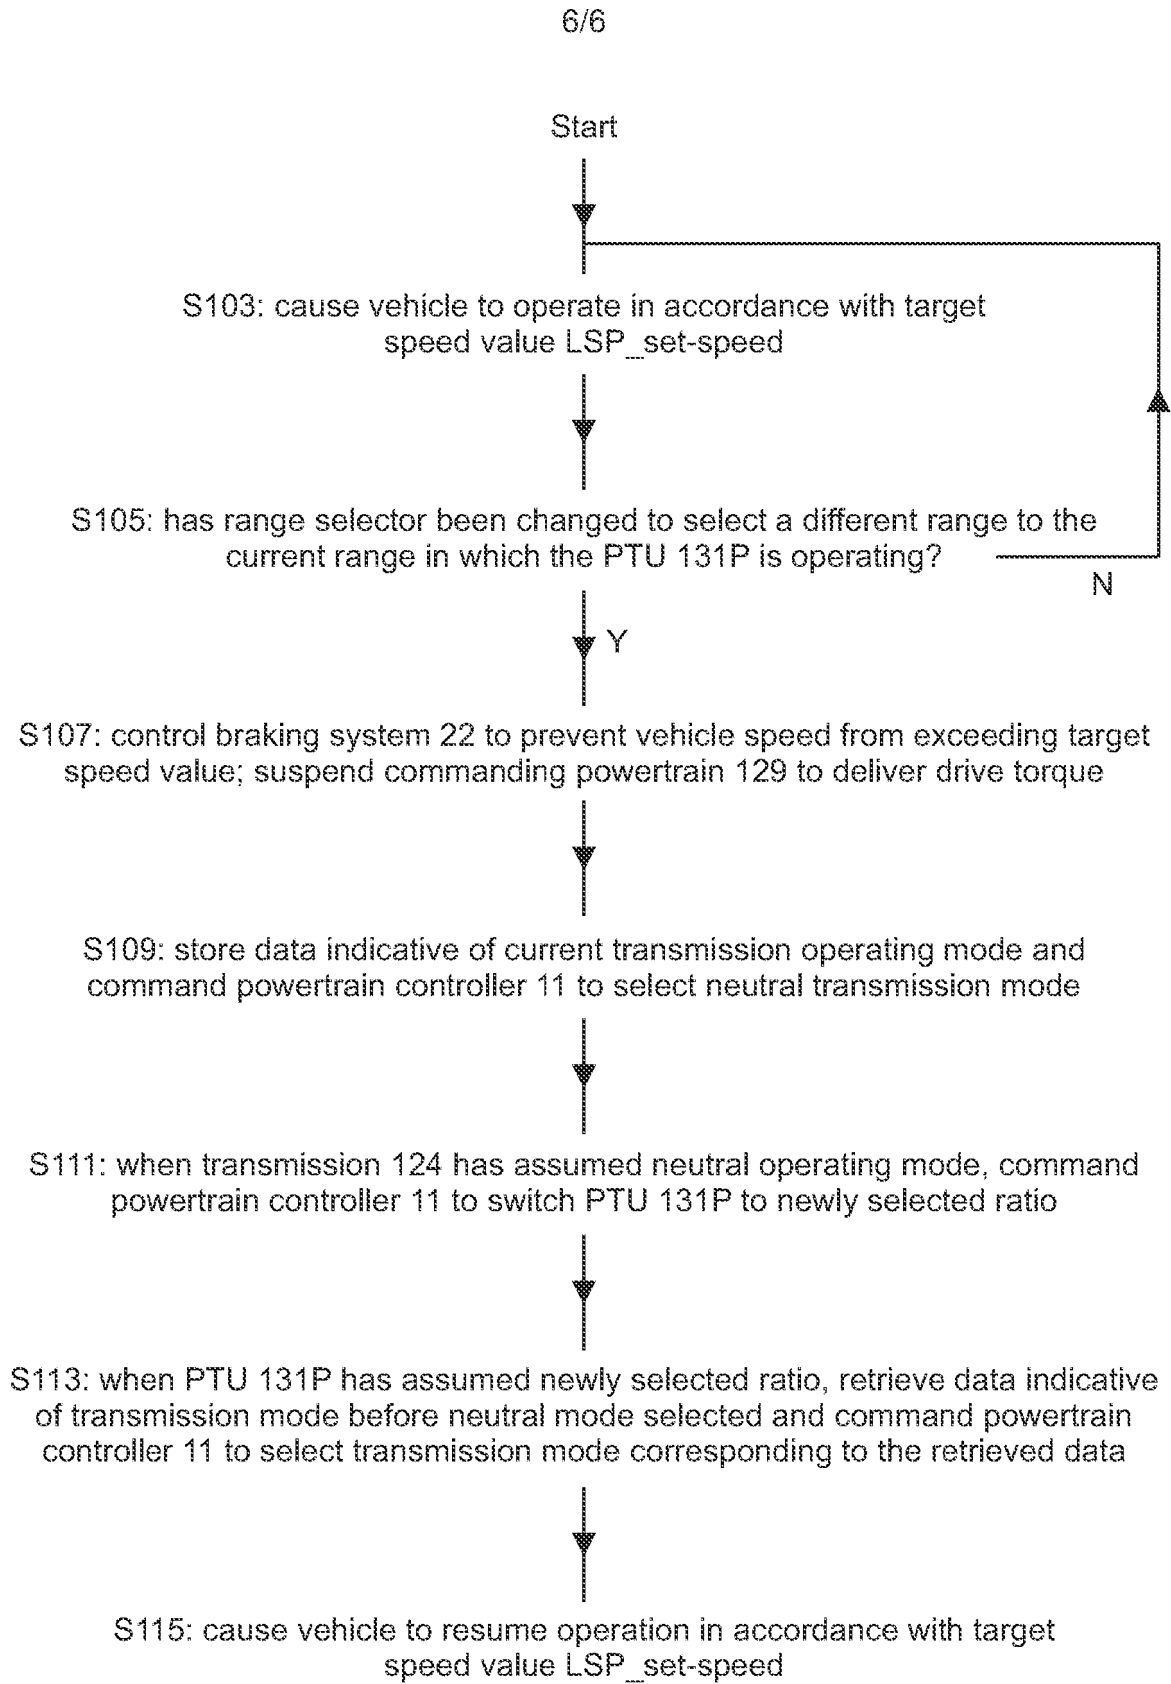 6/6
Start
S103: cause vehicle to operate in accordance with target
speed value LSP_set-speed
S105: has range selector been changed to select a different range to the
current range in which the PTU 131P is operating?
N
Y
S107: control braking system 22 to prevent vehicle speed from exceeding target
speed value; suspend commanding powertrain 129 to deliver drive torque
S109: store data indicative of current transmission operating mode and
command powertrain controller 11 to select neutral transmission mode
S111: when transmission 124 has assumed neutral operating mode, command
powertrain controller 11 to switch PTU 131P to newly selected ratio
S113: when PTU 131P has assumed newly selected ratio, retrieve data indicative
of transmission mode before neutral mode selected and command powertrain
controller 11 to select transmission mode corresponding to the retrieved data
S115: cause vehicle to resume operation in accordance with target
speed value LSP_set-speed